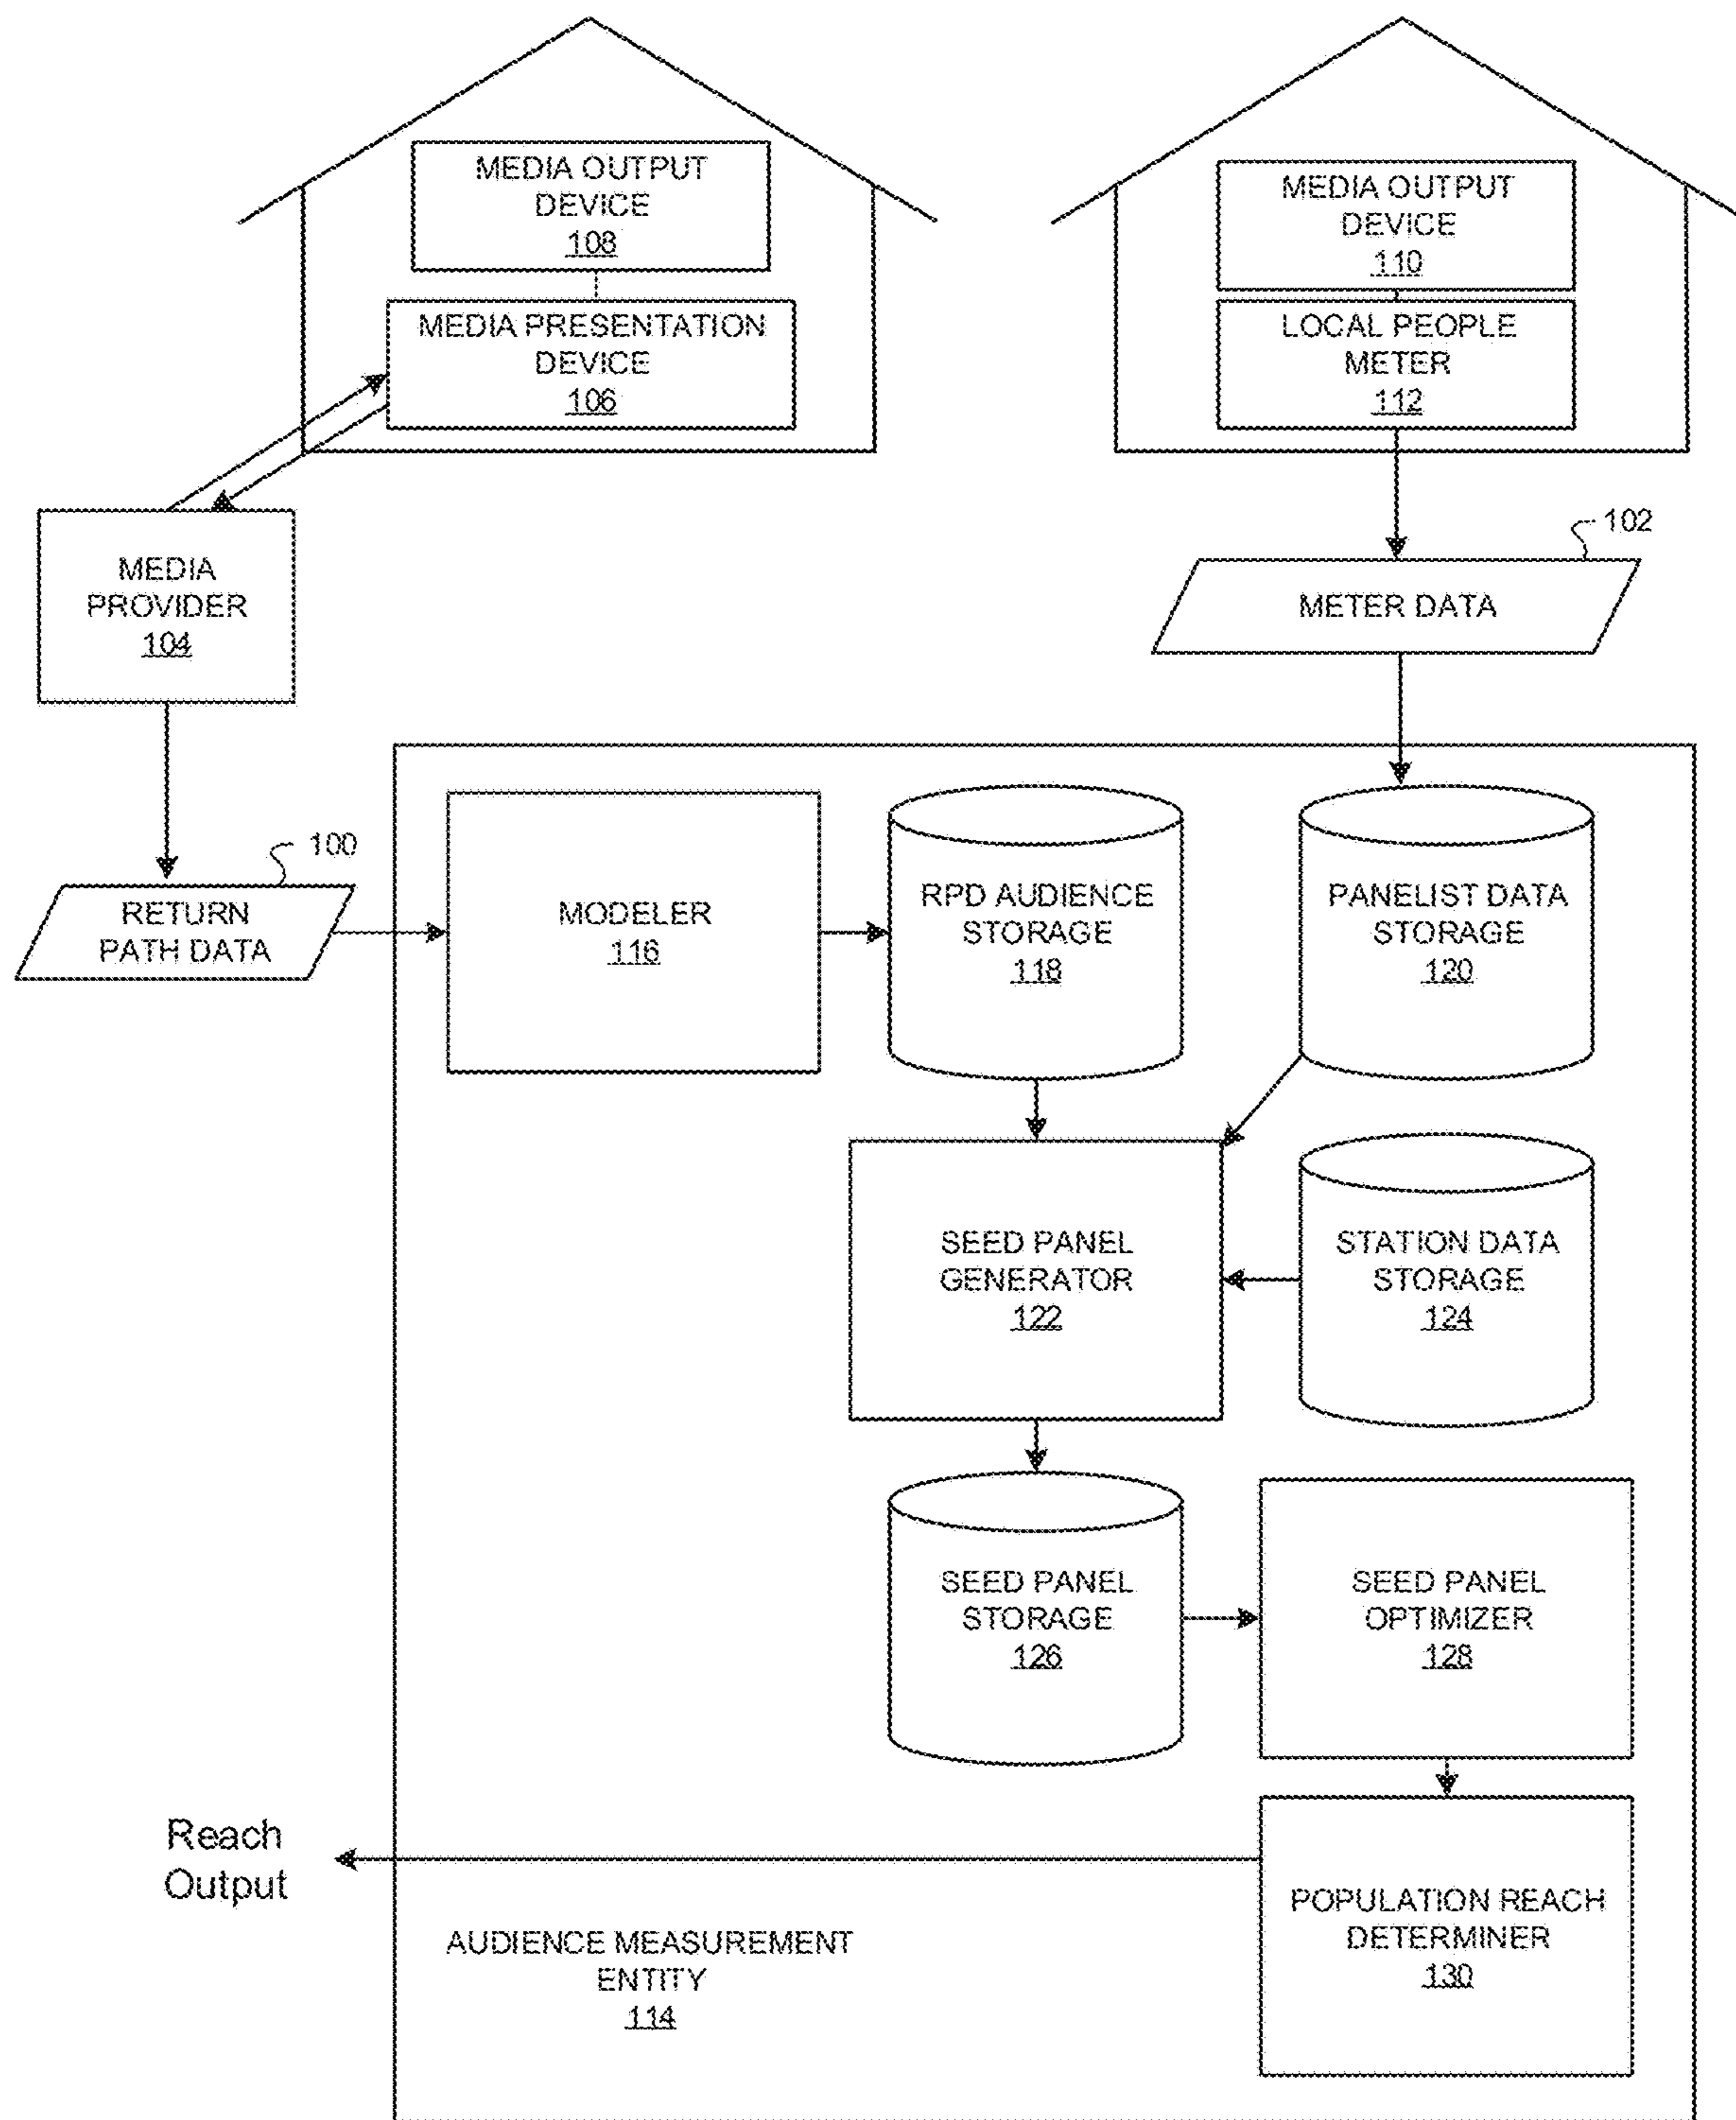 MEDIA OUTPUT
DEVICE
108
MEDIA PRESENTATION
DEVICE
106
MEDIA OUTPUT
DEVICE
110
LOCAL PEOPLE
METER
112
MEDIA
PROVIDER
104
102
METER DATA
100
RETURN
PATH DATA
MODELER
116
RPD AUDIENCE
STORAGE
118
PANELIST DATA
STORAGE
120
SEED PANEL
GENERATOR
122
STATION DATA
STORAGE
124
SEED PANEL
STORAGE
126
SEED PANEL
OPTIMIZER
128
Reach
Output
POPULATION REACH
DETERMINER
130
AUDIENCE MEASUREMENT
ENTITY
114